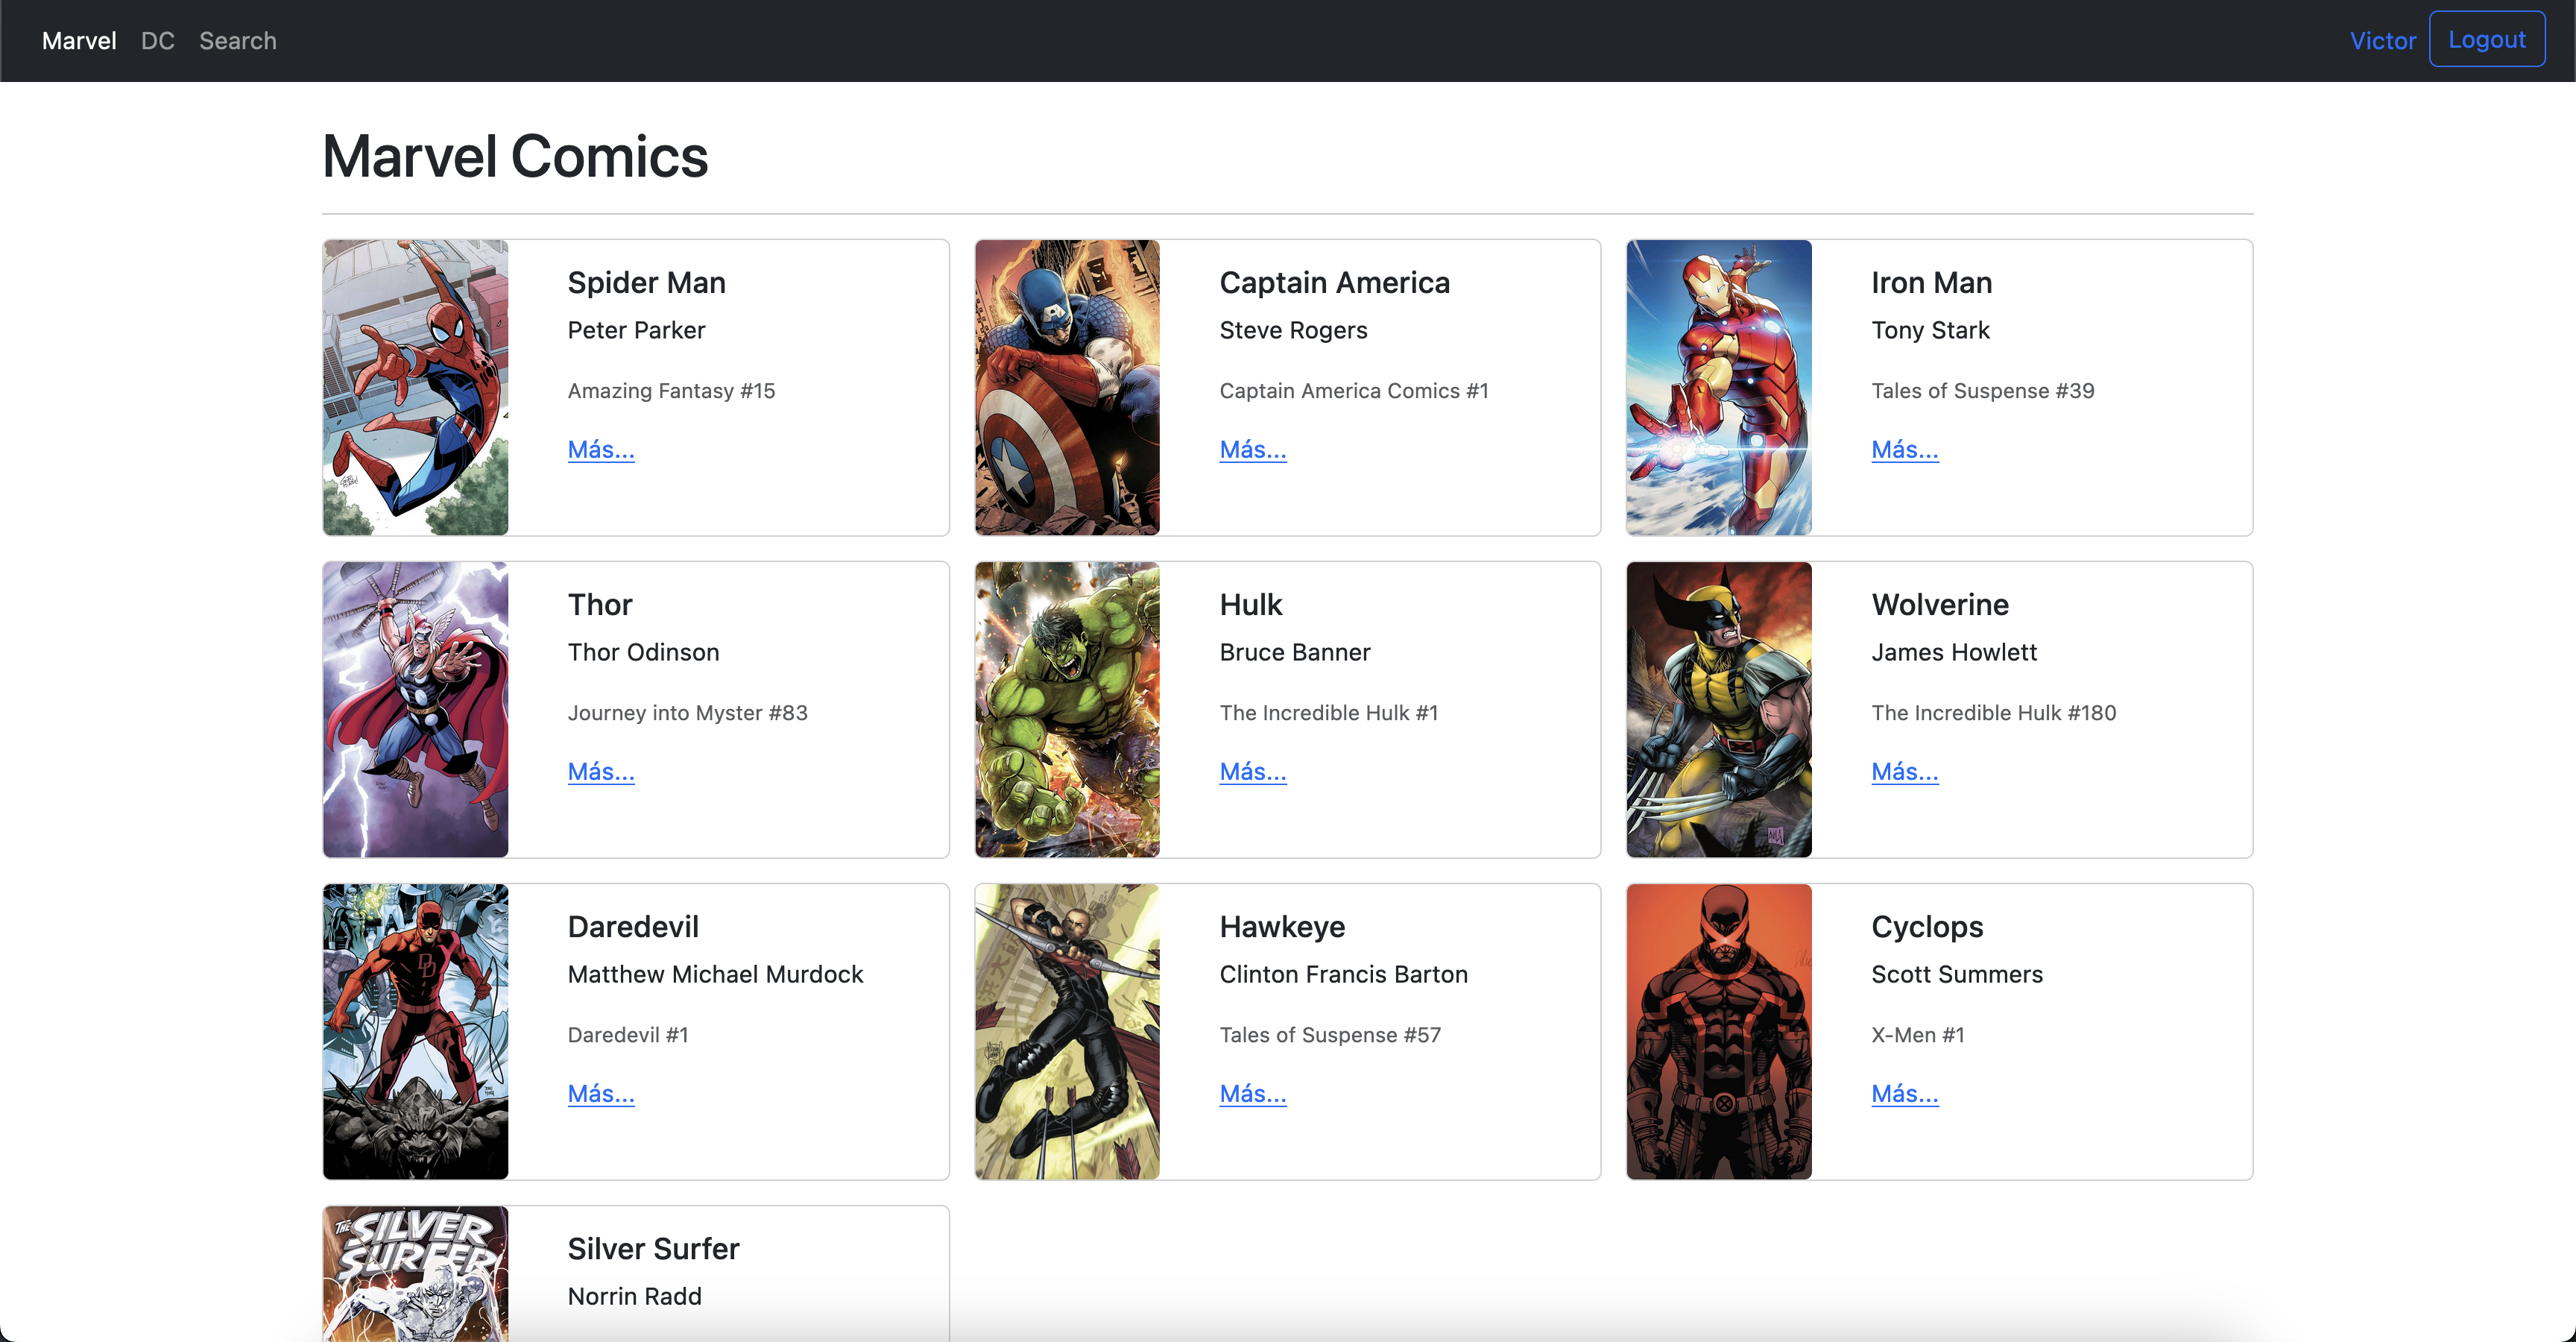 Marvel DC Search Victor Logout
Marvel Comics
Spider Man
Peter Parker
Amazing Fantasy #15
Más...
Captain America
Steve Rogers
Captain America Comics #1
Más...
Iron Man
Tony Stark
Tales of Suspense #39
Más...
Thor
Thor Odinson
Journey into Myster #83
Más...
Hulk
Bruce Banner
The Incredible Hulk #1
Más...
Wolverine
James Howlett
The Incredible Hulk #180
Más...
DD
Daredevil
Matthew Michael Murdock
Daredevil #1
Más...
Hawkeye
Clinton Francis Barton
Tales of Suspense #57
Más...
Cyclops
Scott Summers
X-Men #1
Más...
THE SILVER
SURFER
Silver Surfer
Norrin Radd